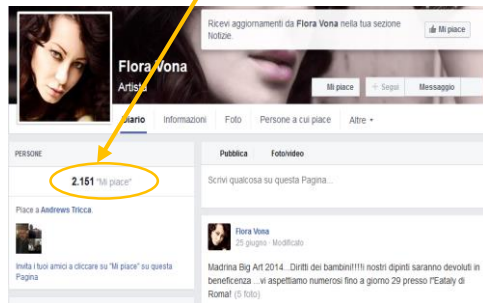 Ricevi aggiornamenti da Flora Vona nella tua sezione
Notizie.
Mi piace
Flora Vona
Artista
Mi piace
+ Segui
Messaggio
Diario Informazioni Foto Persone a cui piace Altre
PERSONE
2.151 "Mi piace"
Piace a Andrews Tricca.
Invita i tuoi amici a cliccare su "Mi piace" su questa
Pagina
Pubblica Foto/video
Scrivi qualcosa su questa Pagina...
Flora Vona
25 giugno · Modificato
Madrina Big Art 2014...Diritti dei bambini!!!!i nostri dipinti saranno devoluti in
beneficenza ...vi aspettiamo numerosi fino a giorno 29 presso l''Eataly di
Roma! (5 foto)